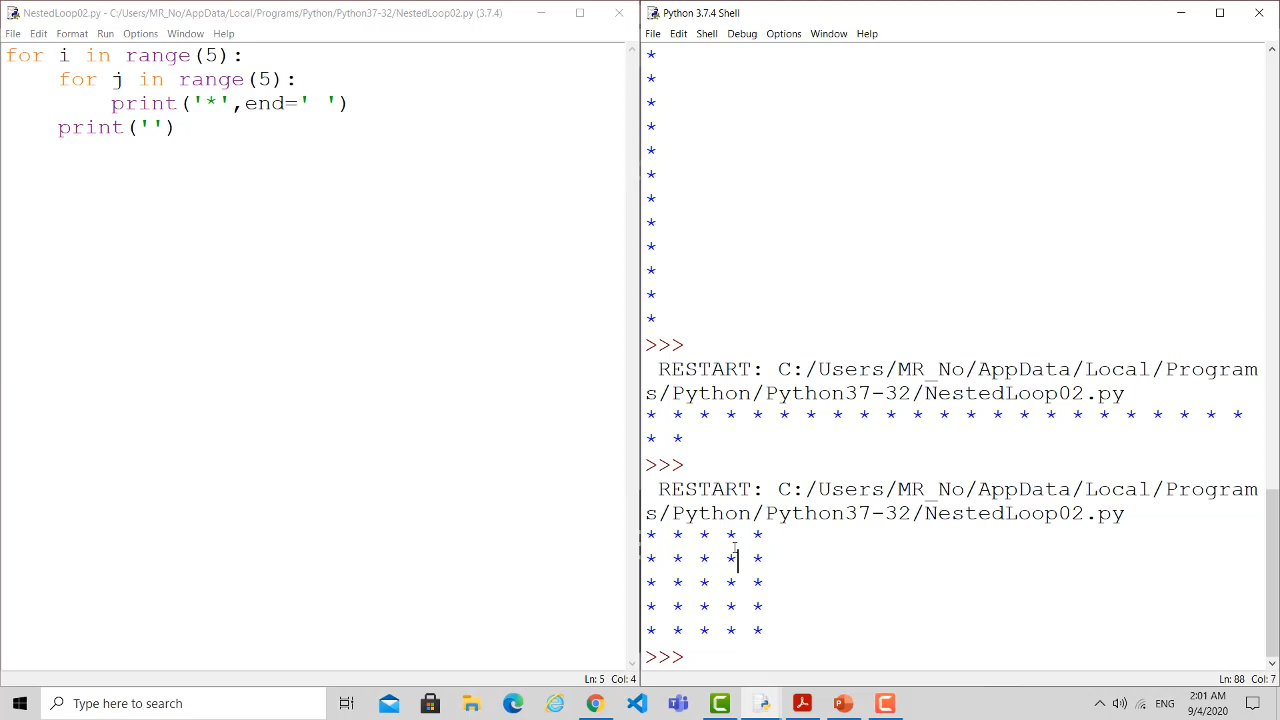 NestedLoop02.py - C:/Users/MR_No/AppData/Local/Programs/Python/Python37-32/NestedLoop02.py (3.7.4)
File Edit Format Run Options Window Help
for i in range(5):
    for j in range(5):
        print('*',end=' ')
    print('')
Ln: 5 Col: 4
Python 3.7.4 Shell
File Edit Shell Debug Options Window Help
*
*
*
*
*
*
*
*
*
*
*
*
>>>
 RESTART: C:/Users/MR_No/AppData/Local/Program
s/Python/Python37-32/NestedLoop02.py
* * * * * * * * * * * * * * * * * * * * * * *
* *
>>>
 RESTART: C:/Users/MR_No/AppData/Local/Program
s/Python/Python37-32/NestedLoop02.py
* * * * *
* * * * *
* * * * *
* * * * *
* * * * *
>>>
Ln: 88 Col: 7
Type here to search
ENG
2:01 AM
9/4/2020